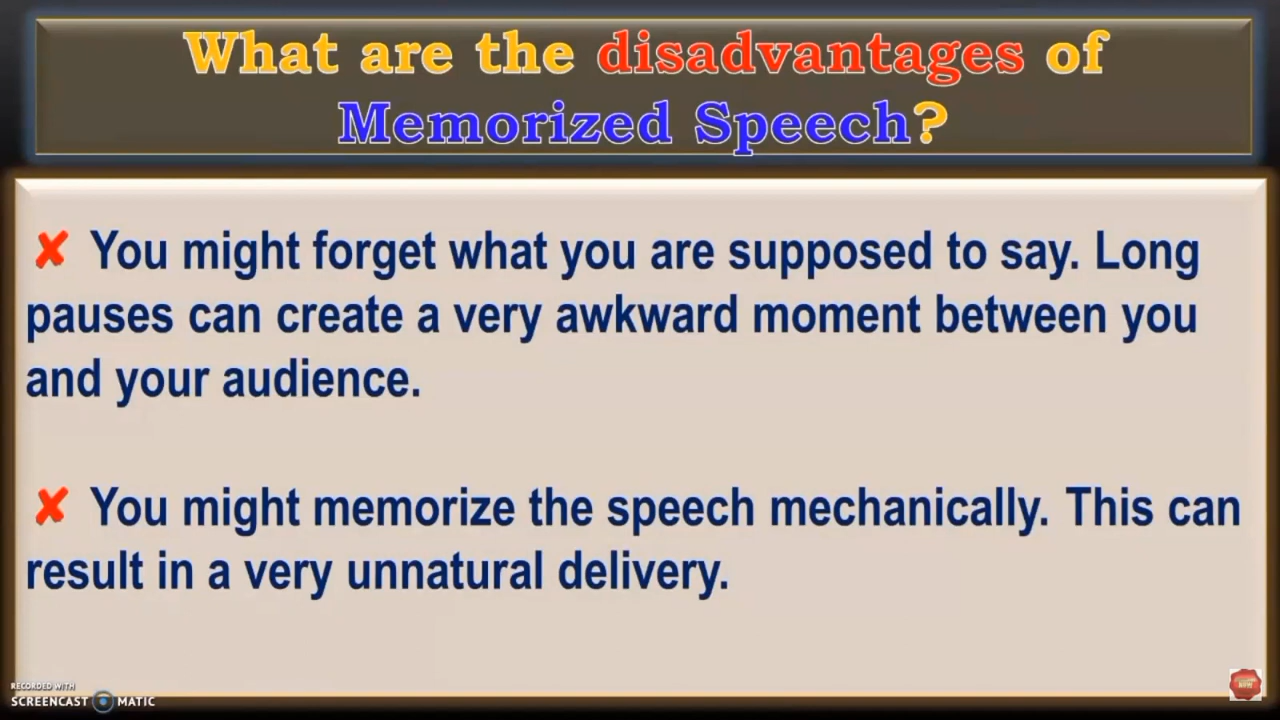 What are the disadvantages of
Memorized Speech?
✘ You might forget what you are supposed to say. Long
pauses can create a very awkward moment between you
and your audience.
✘ You might memorize the speech mechanically. This can
result in a very unnatural delivery.
RECORDED WITH
SCREENCAST MATIC